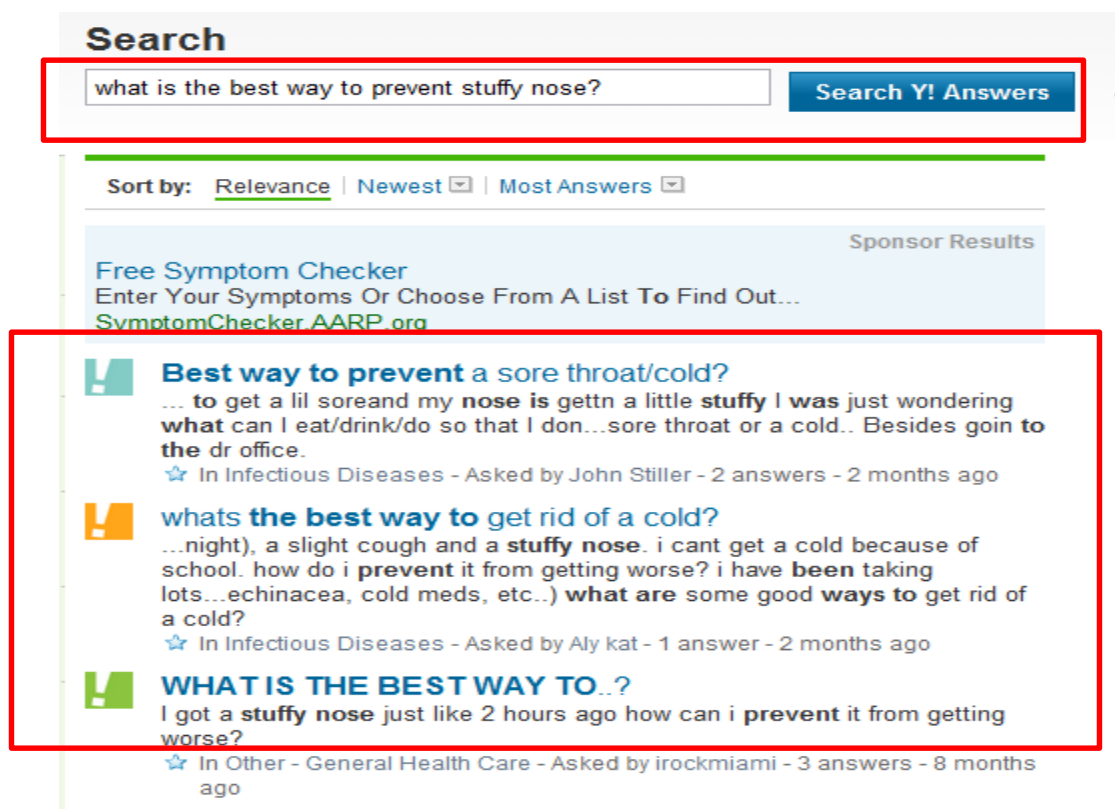 Search
what is the best way to prevent stuffy nose?
Search Y! Answers
Sort by: Relevance | Newest | Most Answers
Sponsor Results
Free Symptom Checker
Enter Your Symptoms Or Choose From A List To Find Out...
SymptomChecker.AARP.org
Best way to prevent a sore throat/cold?
... to get a lil soreand my nose is gettn a little stuffy I was just wondering
what can I eat/drink/do so that I don...sore throat or a cold.. Besides goin to
the dr office.
In Infectious Diseases - Asked by John Stiller - 2 answers - 2 months ago
whats the best way to get rid of a cold?
...night), a slight cough and a stuffy nose. i cant get a cold because of
school. how do i prevent it from getting worse? i have been taking
lots...echinacea, cold meds, etc..) what are some good ways to get rid of
a cold?
In Infectious Diseases - Asked by Aly kat - 1 answer - 2 months ago
WHAT IS THE BEST WAY TO..?
I got a stuffy nose just like 2 hours ago how can i prevent it from getting
worse?
In Other - General Health Care - Asked by irockmiami - 3 answers - 8 months
ago